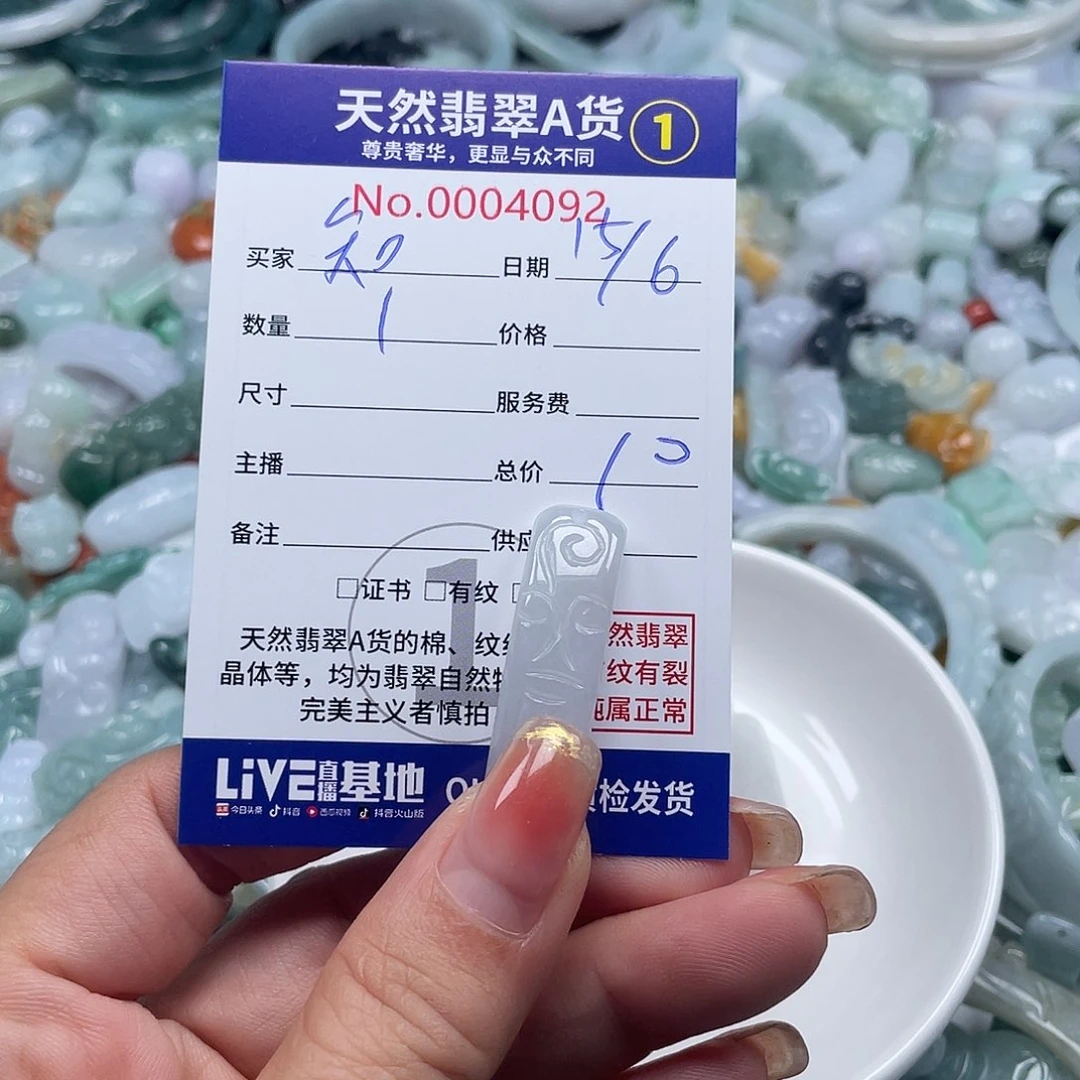 天然翡翠A货 1
尊贵奢华，更显与众不同
No.0004092
买家 日期 15/6
数量 1 价格
尺寸 服务费
主播 总价 10
备注 供应
1
□证书 □有纹 □
天然翡翠A货的棉、纹
晶体等，均为翡翠自然
完美主义者慎拍
然翡翠
纹有裂
属正常
LiVE直播基地
检发货
今日头条 抖音 西瓜视频 抖音火山版